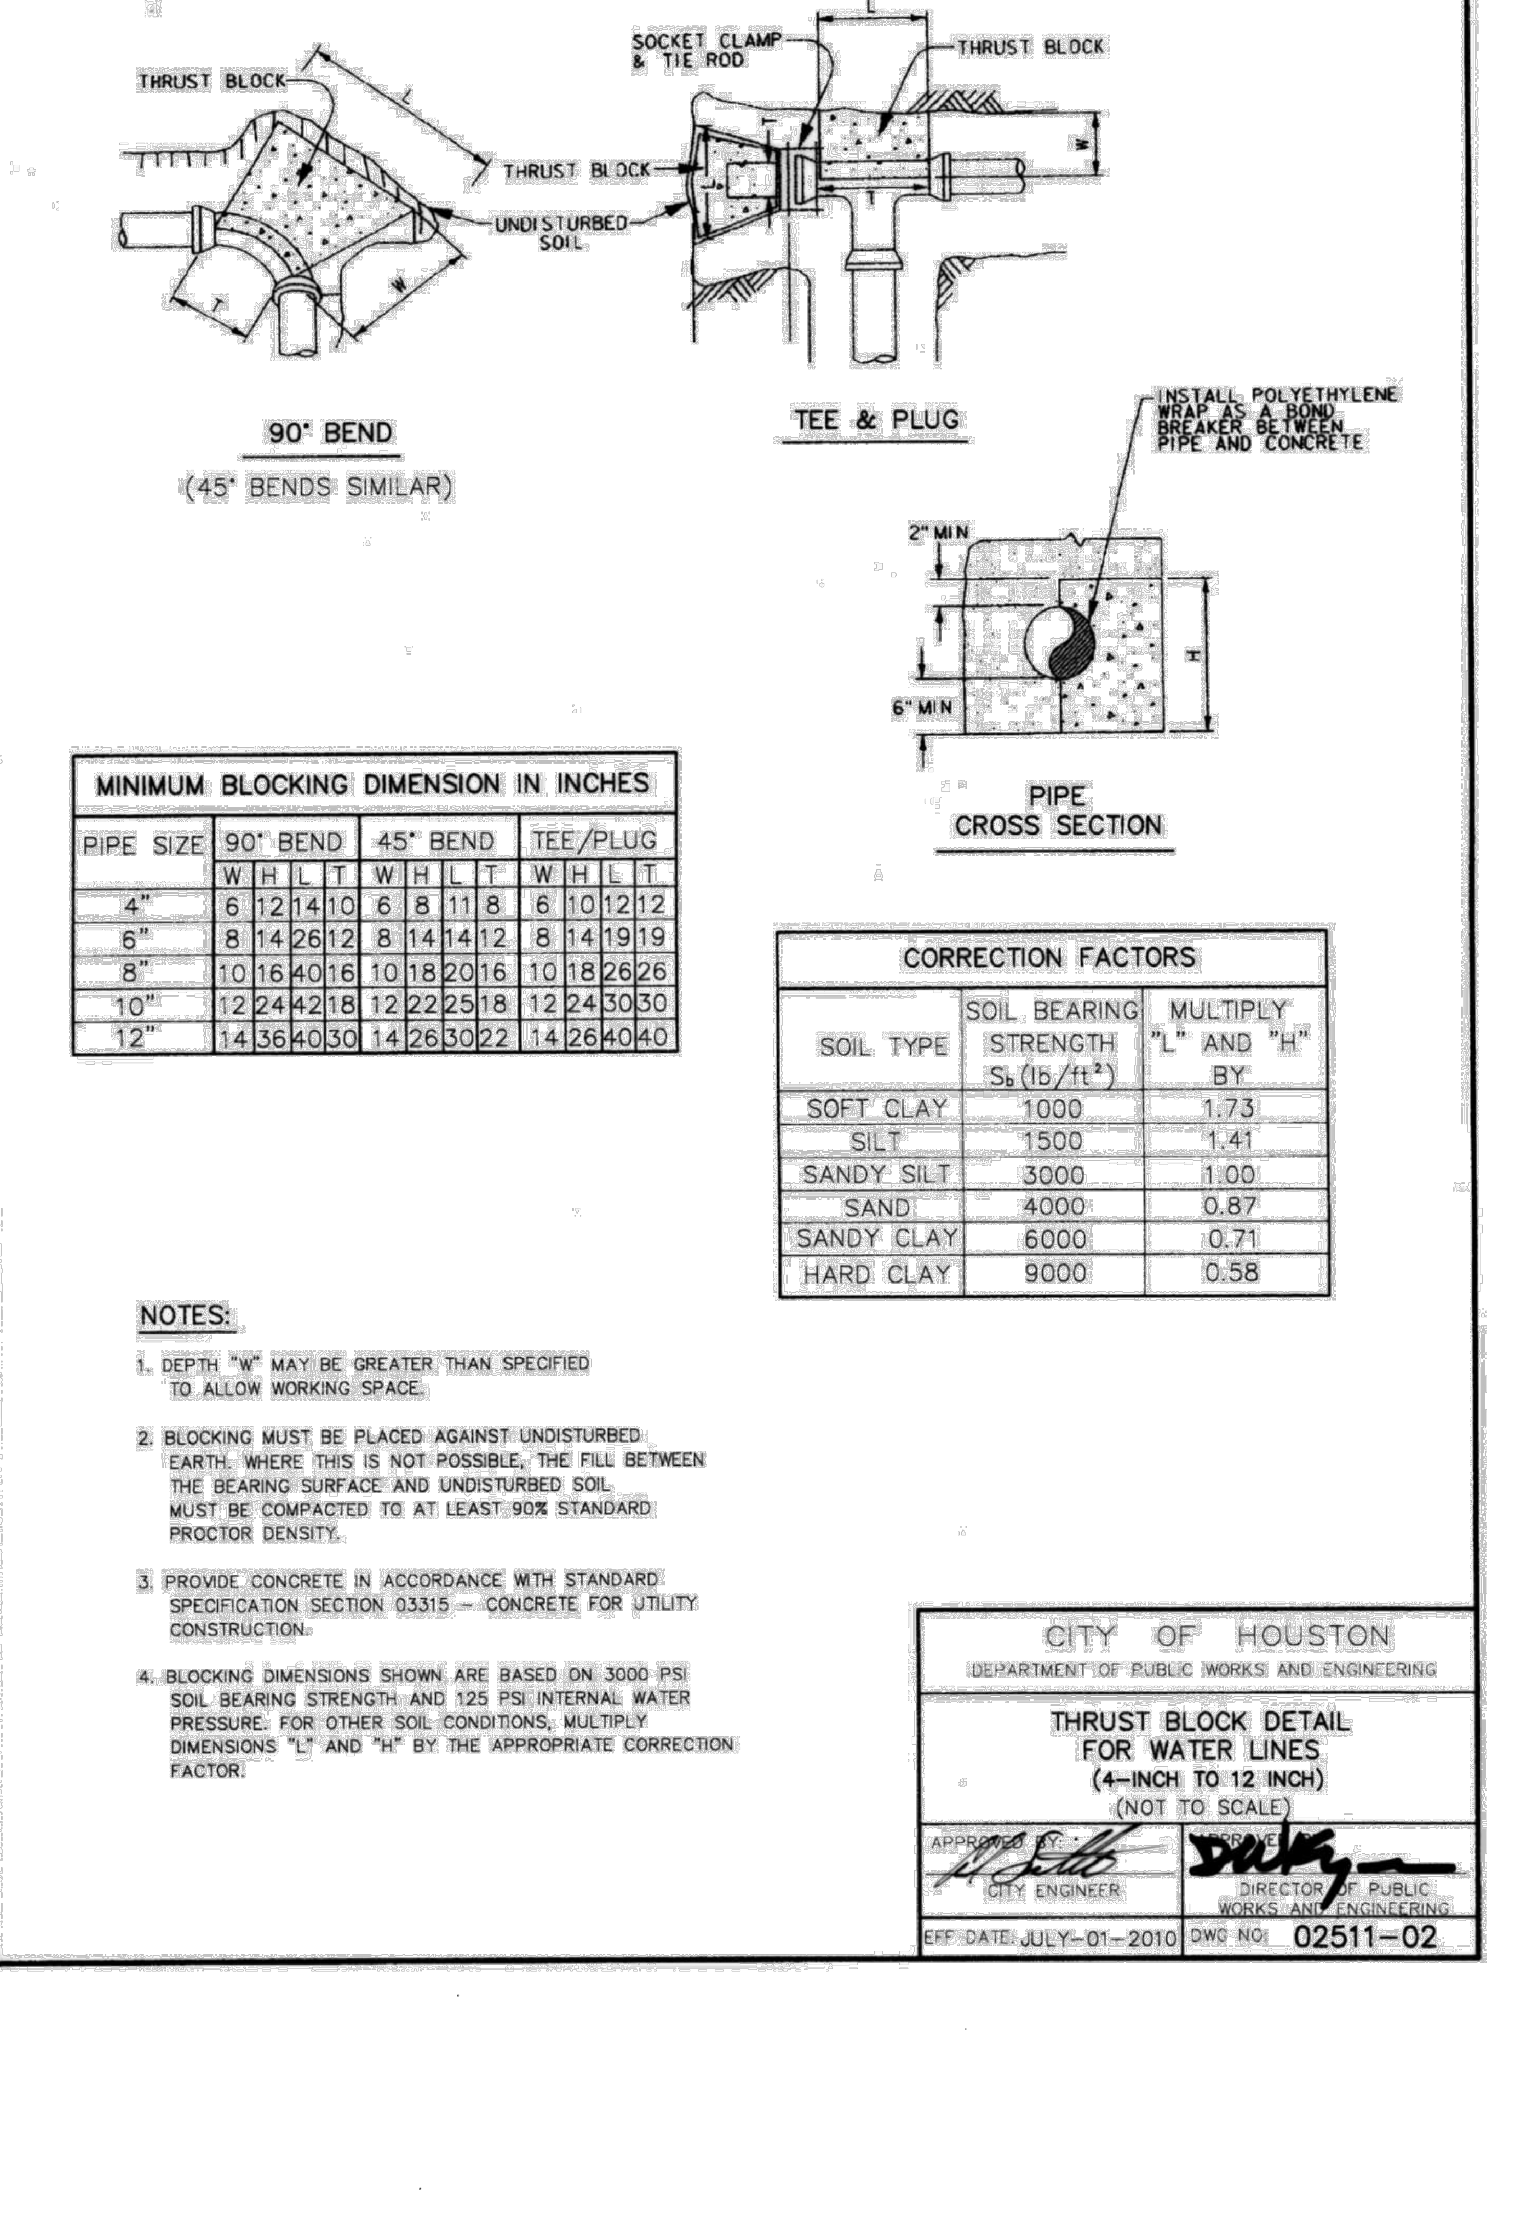 L
SOCKET CLAMP
& TIE ROD
THRUST BLOCK
THRUST BLOCK
L
T
W
THRUST BLOCK
L
T
UNDISTURBED
SOIL
W
T
INSTALL POLYETHYLENE
WRAP AS A BOND
BREAKER BETWEEN
PIPE AND CONCRETE
90° BEND
TEE & PLUG
(45° BENDS SIMILAR)
2" MIN
H
6" MIN
PIPE
CROSS SECTION
MINIMUM BLOCKING DIMENSION IN INCHES
PIPE SIZE 90° BEND 45° BEND TEE/PLUG
W H L T W H L T W H L T
4" 6 12 14 10 6 8 11 8 6 10 12 12
6" 8 14 26 12 8 14 14 12 8 14 19 19
8" 10 16 40 16 10 18 20 16 10 18 26 26
10" 12 24 42 18 12 22 25 18 12 24 30 30
12" 14 36 40 30 14 26 30 22 14 26 40 40
CORRECTION FACTORS
SOIL TYPE SOIL BEARING STRENGTH Sb (lb/ft²) MULTIPLY "L" AND "H" BY
SOFT CLAY 1000 1.73
SILT 1500 1.41
SANDY SILT 3000 1.00
SAND 4000 0.87
SANDY CLAY 6000 0.71
HARD CLAY 9000 0.58
NOTES:
1. DEPTH "W" MAY BE GREATER THAN SPECIFIED
TO ALLOW WORKING SPACE.
2. BLOCKING MUST BE PLACED AGAINST UNDISTURBED
EARTH. WHERE THIS IS NOT POSSIBLE, THE FILL BETWEEN
THE BEARING SURFACE AND UNDISTURBED SOIL
MUST BE COMPACTED TO AT LEAST 90% STANDARD
PROCTOR DENSITY.
3. PROVIDE CONCRETE IN ACCORDANCE WITH STANDARD
SPECIFICATION SECTION 03315 - CONCRETE FOR UTILITY
CONSTRUCTION.
4. BLOCKING DIMENSIONS SHOWN ARE BASED ON 3000 PSI
SOIL BEARING STRENGTH AND 125 PSI INTERNAL WATER
PRESSURE. FOR OTHER SOIL CONDITIONS, MULTIPLY
DIMENSIONS "L" AND "H" BY THE APPROPRIATE CORRECTION
FACTOR.
CITY OF HOUSTON
DEPARTMENT OF PUBLIC WORKS AND ENGINEERING
THRUST BLOCK DETAIL
FOR WATER LINES
(4-INCH TO 12 INCH)
(NOT TO SCALE)
APPROVED BY:
CITY ENGINEER
DIRECTOR OF PUBLIC
WORKS AND ENGINEERING
EFF DATE: JULY-01-2010
DWG NO: 02511-02